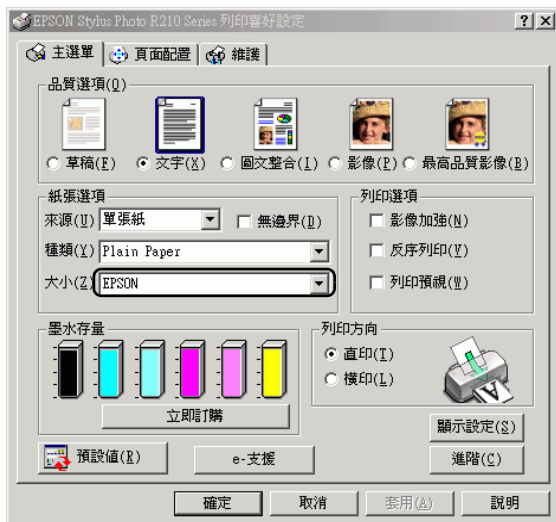 EPSON Stylus Photo R210 Series 列印喜好設定
主選單 頁面配置 維護
品質選項(Q)
草稿(F) 文字(X) 圖文整合(I) 影像(P) 最高品質影像(B)
紙張選項
來源(U) 單張紙 無邊界(D)
種類(Y) Plain Paper
大小(Z) EPSON
列印選項
影像加強(N)
反序列印(V)
列印預視(W)
墨水存量
立即訂購
列印方向
直印(T)
橫印(L)
顯示設定(S)
預設值(R) e-支援 進階(C)
確定 取消 套用(A) 說明